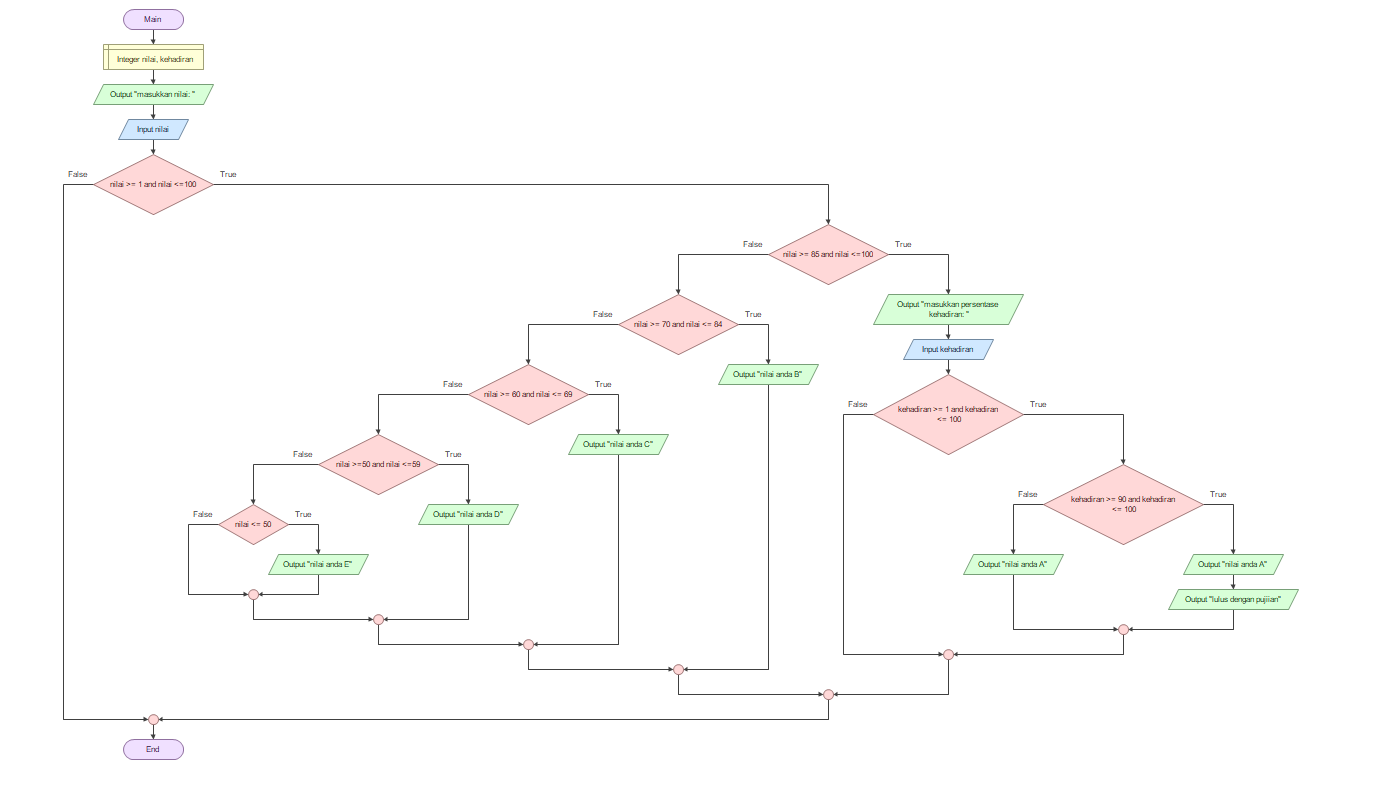 Main
Integer nilai, kehadiran
Output "masukkan nilai: "
Input nilai
False
True
nilai >= 1 and nilai <=100
False
True
nilai >= 85 and nilai <=100
False
True
nilai >= 70 and nilai <= 84
Output "masukkan persentase
kehadiran: "
Input kehadiran
Output "nilai anda B"
False
True
nilai >= 60 and nilai <= 69
False
True
kehadiran >= 1 and kehadiran
<= 100
Output "nilai anda C"
False
True
nilai >=50 and nilai <=59
False
True
kehadiran >= 90 and kehadiran
<= 100
Output "nilai anda D"
False
True
nilai <= 50
Output "nilai anda E"
Output "nilai anda A"
Output "nilai anda A"
Output "lulus dengan pujiian"
End